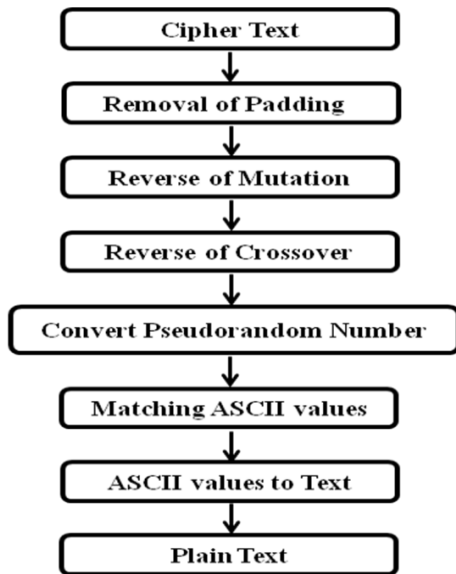 Cipher Text
Removal of Padding
Reverse of Mutation
Reverse of Crossover
Convert Pseudorandom Number
Matching ASCII values
ASCII values to Text
Plain Text